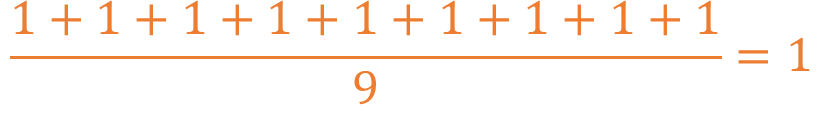 1 + 1 + 1 + 1 + 1 + 1 + 1 + 1 + 1
= 1
9